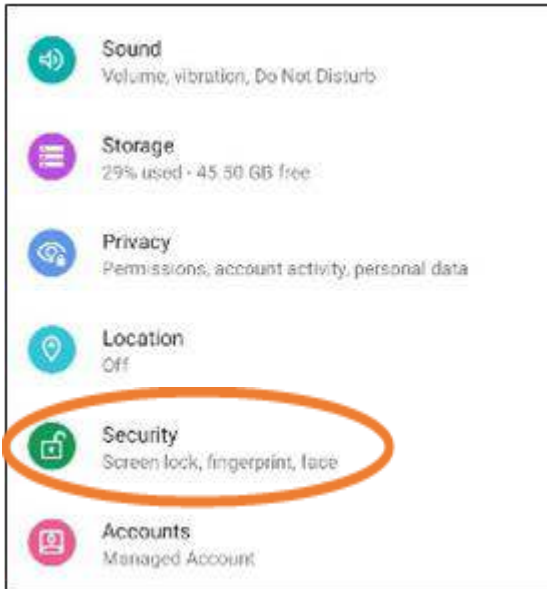 Sound
Volume, vibration, Do Not Disturb
Storage
29% used - 45.50 GB free
Privacy
Permissions, account activity, personal data
Location
Off
Security
Screen lock, fingerprint, face
Accounts
Managed Account